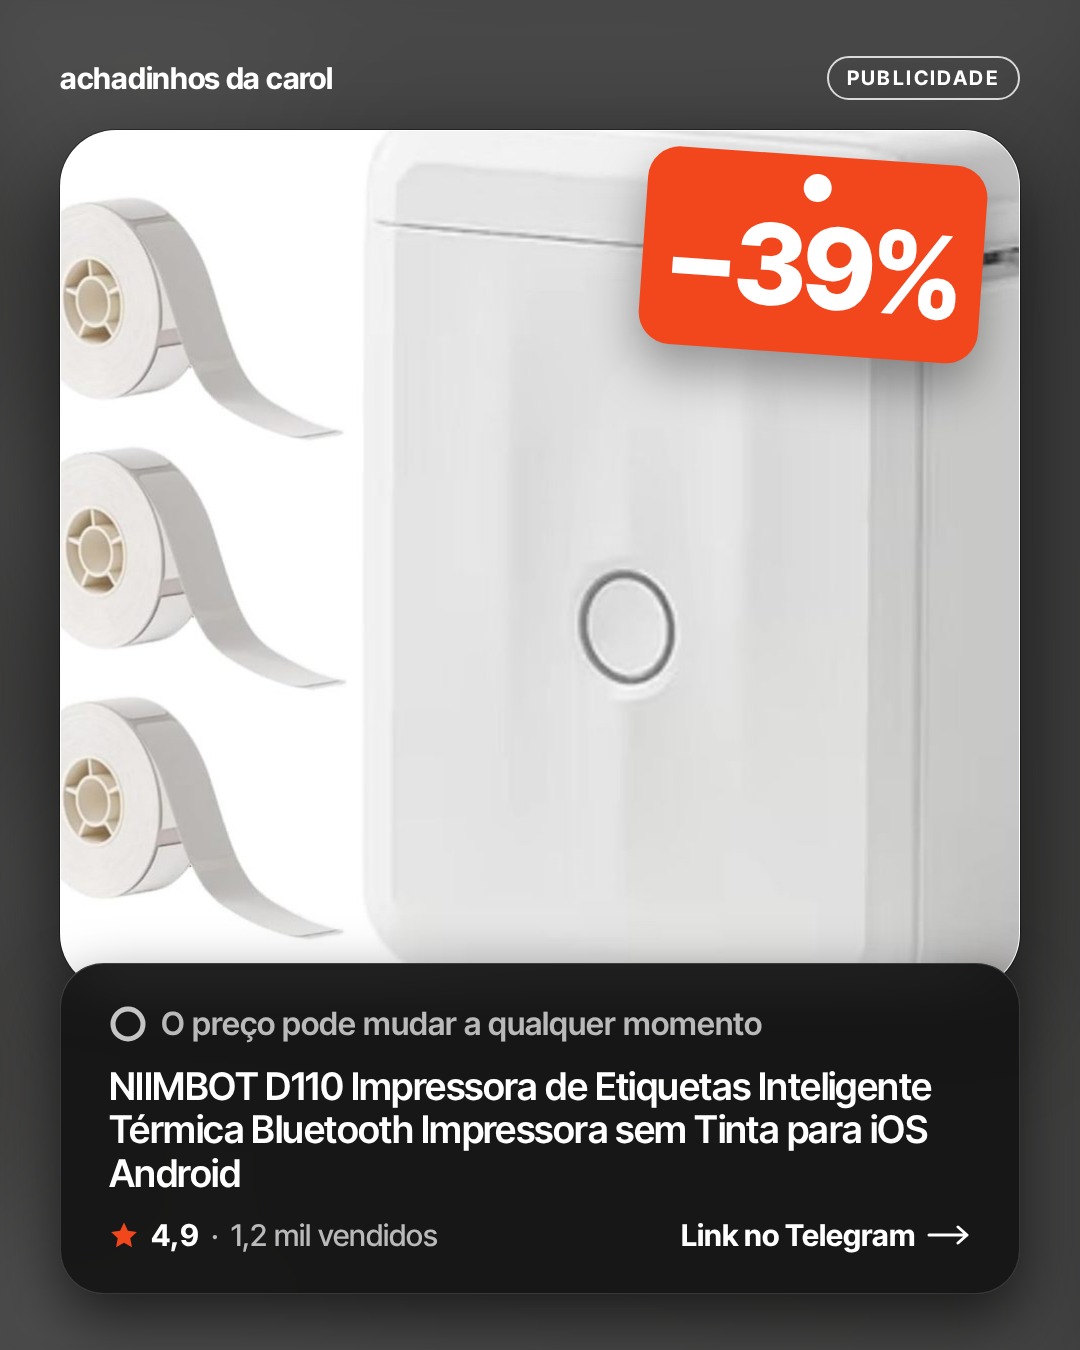 achadinhos da carol
PUBLICIDADE
–39%
O preço pode mudar a qualquer momento
NIIMBOT D110 Impressora de Etiquetas Inteligente
Térmica Bluetooth Impressora sem Tinta para iOS
Android
4,9 · 1,2 mil vendidos
Link no Telegram →